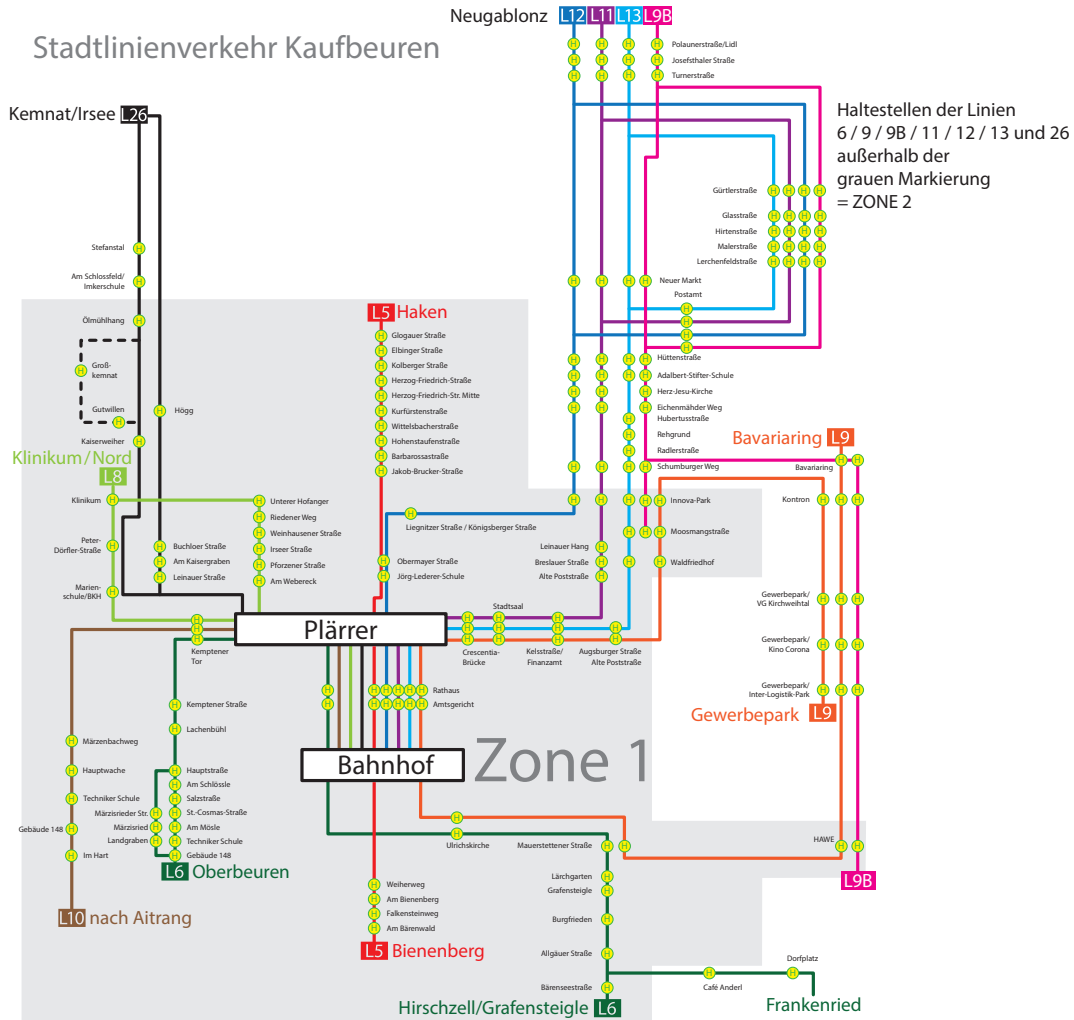 Neugablonz L12 L11 L13 L9B
Stadtlinienverkehr Kaufbeuren
Polaunerstraße/Lidl
Josefsthaler Straße
Turnerstraße
Kemnat/Irsee L26
Haltestellen der Linien
6 / 9 / 9B / 11 / 12 / 13 und 26
außerhalb der
grauen Markierung
= ZONE 2
Gürtlerstraße
Glasstraße
Hirtenstraße
Malerstraße
Lerchenfeldstraße
Stefanstal
Am Schlossfeld/
Imkerschule
Neuer Markt
Postamt
Ölmühlhang
L5 Haken
Glogauer Straße
Elbinger Straße
Kolberger Straße
Herzog-Friedrich-Straße
Herzog-Friedrich-Str. Mitte
Kurfürstenstraße
Wittelsbacherstraße
Hohenstaufenstraße
Barbarossastraße
Jakob-Brucker-Straße
Groß-
kemnat
Gutwillen
Högg
Kaiserweiher
Hüttenstraße
Adalbert-Stifter-Schule
Herz-Jesu-Kirche
Eichenmähder Weg
Hubertusstraße
Rehgrund
Radlerstraße
Schumburger Weg
Bavariaring L9
Bavariaring
Klinikum/Nord
L8
Klinikum
Unterer Hofanger
Riedener Weg
Weinhausener Straße
Irseer Straße
Pforzener Straße
Am Webereck
Peter-
Dörfler-Straße
Marien-
schule/BKH
Buchloer Straße
Am Kaisergraben
Leinauer Straße
Liegnitzer Straße / Königsberger Straße
Obermayer Straße
Jörg-Lederer-Schule
Innova-Park
Kontron
Moosmangstraße
Waldfriedhof
Leinauer Hang
Breslauer Straße
Alte Poststraße
Gewerbepark/
VG Kirchweihtal
Gewerbepark/
Kino Corona
Gewerbepark/
Inter-Logistik-Park
Gewerbepark L9
Plärrer
Stadtsaal
Crescentia-
Brücke
Kelsstraße/
Finanzamt
Augsburger Straße
Alte Poststraße
Kemptener
Tor
Rathaus
Amtsgericht
Kemptener Straße
Lachenbühl
Bahnhof
Zone 1
Märzenbachweg
Hauptwache
Techniker Schule
Gebäude 148
Im Hart
L10 nach Aitrang
Hauptstraße
Am Schlössle
Salzstraße
St.-Cosmas-Straße
Am Mösle
Techniker Schule
Gebäude 148
Märzisrieder Str.
Märzisried
Landgraben
L6 Oberbeuren
Ulrichskirche
Mauerstettener Straße
HAWE
L9B
Weiherweg
Am Bienenberg
Falkensteinweg
Am Bärenwald
L5 Bienenberg
Lärchgarten
Grafensteigle
Burgfrieden
Allgäuer Straße
Bärenseestraße
Hirschzell/Grafensteigle L6
Café Anderl
Dorfplatz
Frankenried